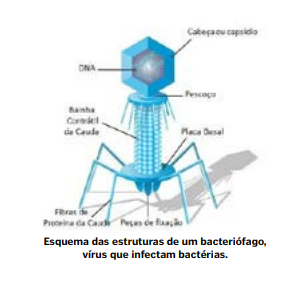 Cabeça ou capsídio
DNA
Pescoço
Bainha
Contrátil
da Cauda
Placa Basal
Fibras de
Proteína da Cauda
Peças de fixação
Esquema das estruturas de um bacteriófago,
vírus que infectam bactérias.